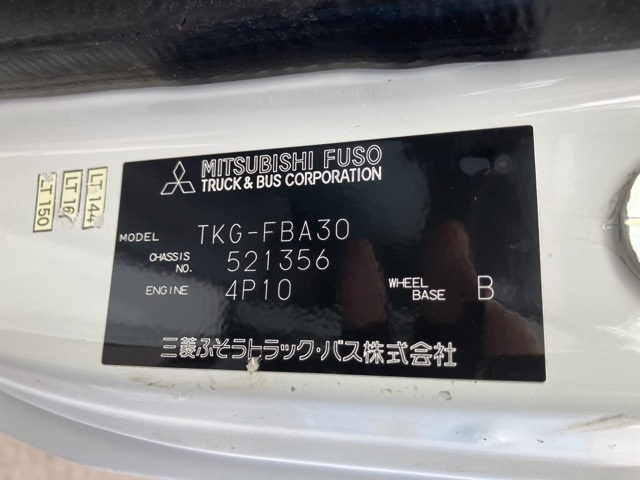 MITSUBISHI FUSO
TRUCK & BUS CORPORATION
LT150
LT16
LT144
MODEL TKG-FBA30
CHASSIS NO. 521356
ENGINE 4P10 WHEEL BASE B
三菱ふそうトラック・バス株式会社